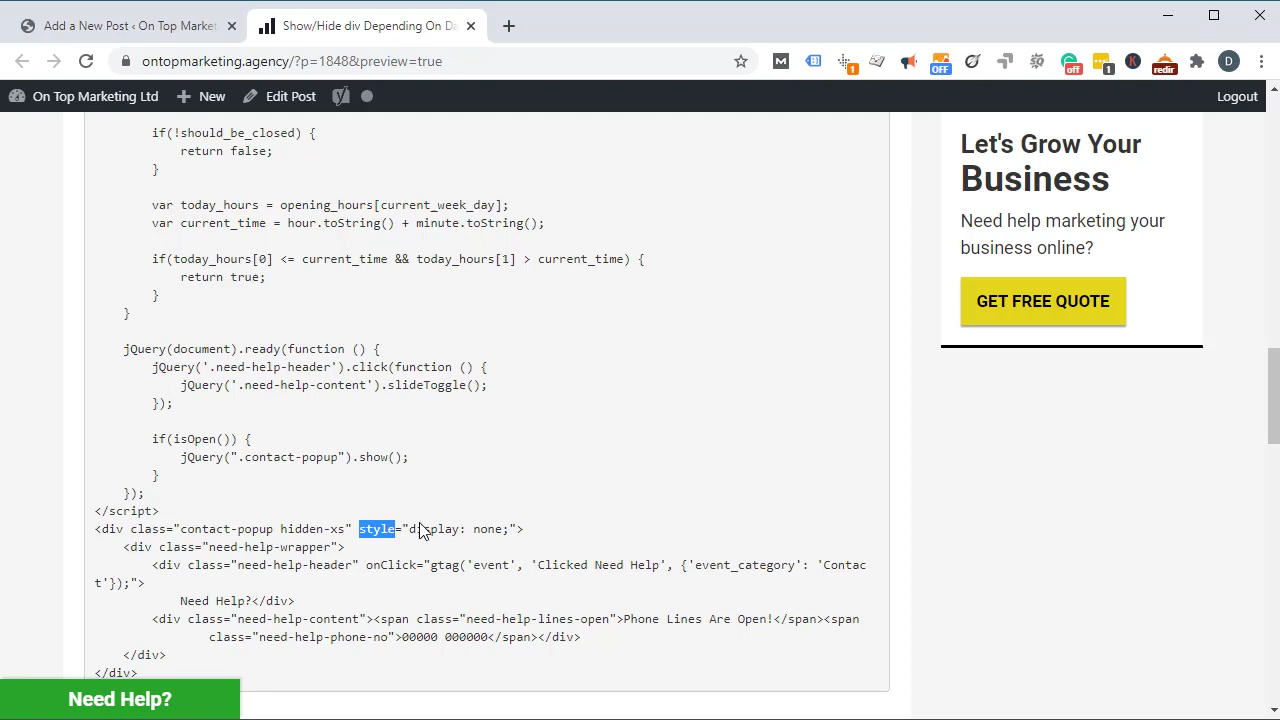 Add a New Post ‹ On Top Market
Show/Hide div Depending On Da
ontopmarketing.agency/?p=1848&preview=true
M
1
OFF
off
1
K
redir
D
On Top Marketing Ltd
New
Edit Post
Logout
if(!should_be_closed) {
return false;
}
var today_hours = opening_hours[current_week_day];
var current_time = hour.toString() + minute.toString();
if(today_hours[0] <= current_time && today_hours[1] > current_time) {
return true;
}
}
jQuery(document).ready(function () {
jQuery('.need-help-header').click(function () {
jQuery('.need-help-content').slideToggle();
});
if(isOpen()) {
jQuery(".contact-popup").show();
}
});
</script>
<div class="contact-popup hidden-xs" style="display: none;">
<div class="need-help-wrapper">
<div class="need-help-header" onClick="gtag('event', 'Clicked Need Help', {'event_category': 'Contac
t'});">
Need Help?</div>
<div class="need-help-content"><span class="need-help-lines-open">Phone Lines Are Open!</span><span
class="need-help-phone-no">00000 000000</span></div>
</div>
</div>
Let's Grow Your
Business
Need help marketing your
business online?
GET FREE QUOTE
Need Help?